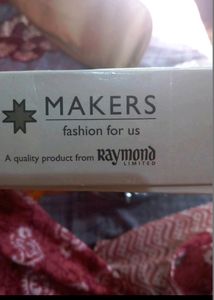 MAKERS
fashion for us
A quality product from Raymond
LIMITED